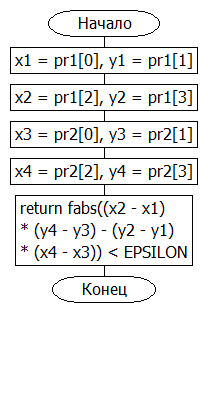 Начало
x1 = pr1[0], y1 = pr1[1]
x2 = pr1[2], y2 = pr1[3]
x3 = pr2[0], y3 = pr2[1]
x4 = pr2[2], y4 = pr2[3]
return fabs((x2 - x1)
* (y4 - y3) - (y2 - y1)
* (x4 - x3)) < EPSILON
Конец